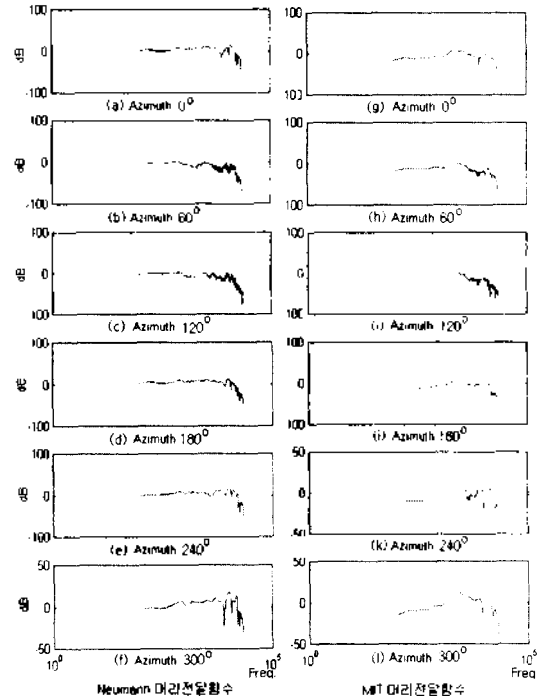 100
dB
0
-100
(a) Azimuth 0°
100
dB
0
-100
(b) Azimuth 60°
100
dB
0
100
(c) Azimuth 120°
100
dB
0
-100
(d) Azimuth 180°
100
dB
0
-100
(e) Azimuth 240°
50
dB
0
-50
(f) Azimuth 300°
10⁰
10⁵
Freq.
Neumann 머리전달함수
100
0
100
(g) Azimuth 0°
100
0
100
(h) Azimuth 60°
100
0
100
(i) Azimuth 120°
100
0
100
(j) Azimuth 180°
50
0
-50
(k) Azimuth 240°
50
0
-50
(l) Azimuth 300°
10⁰
10⁵
Freq.
MIT 머리전달함수